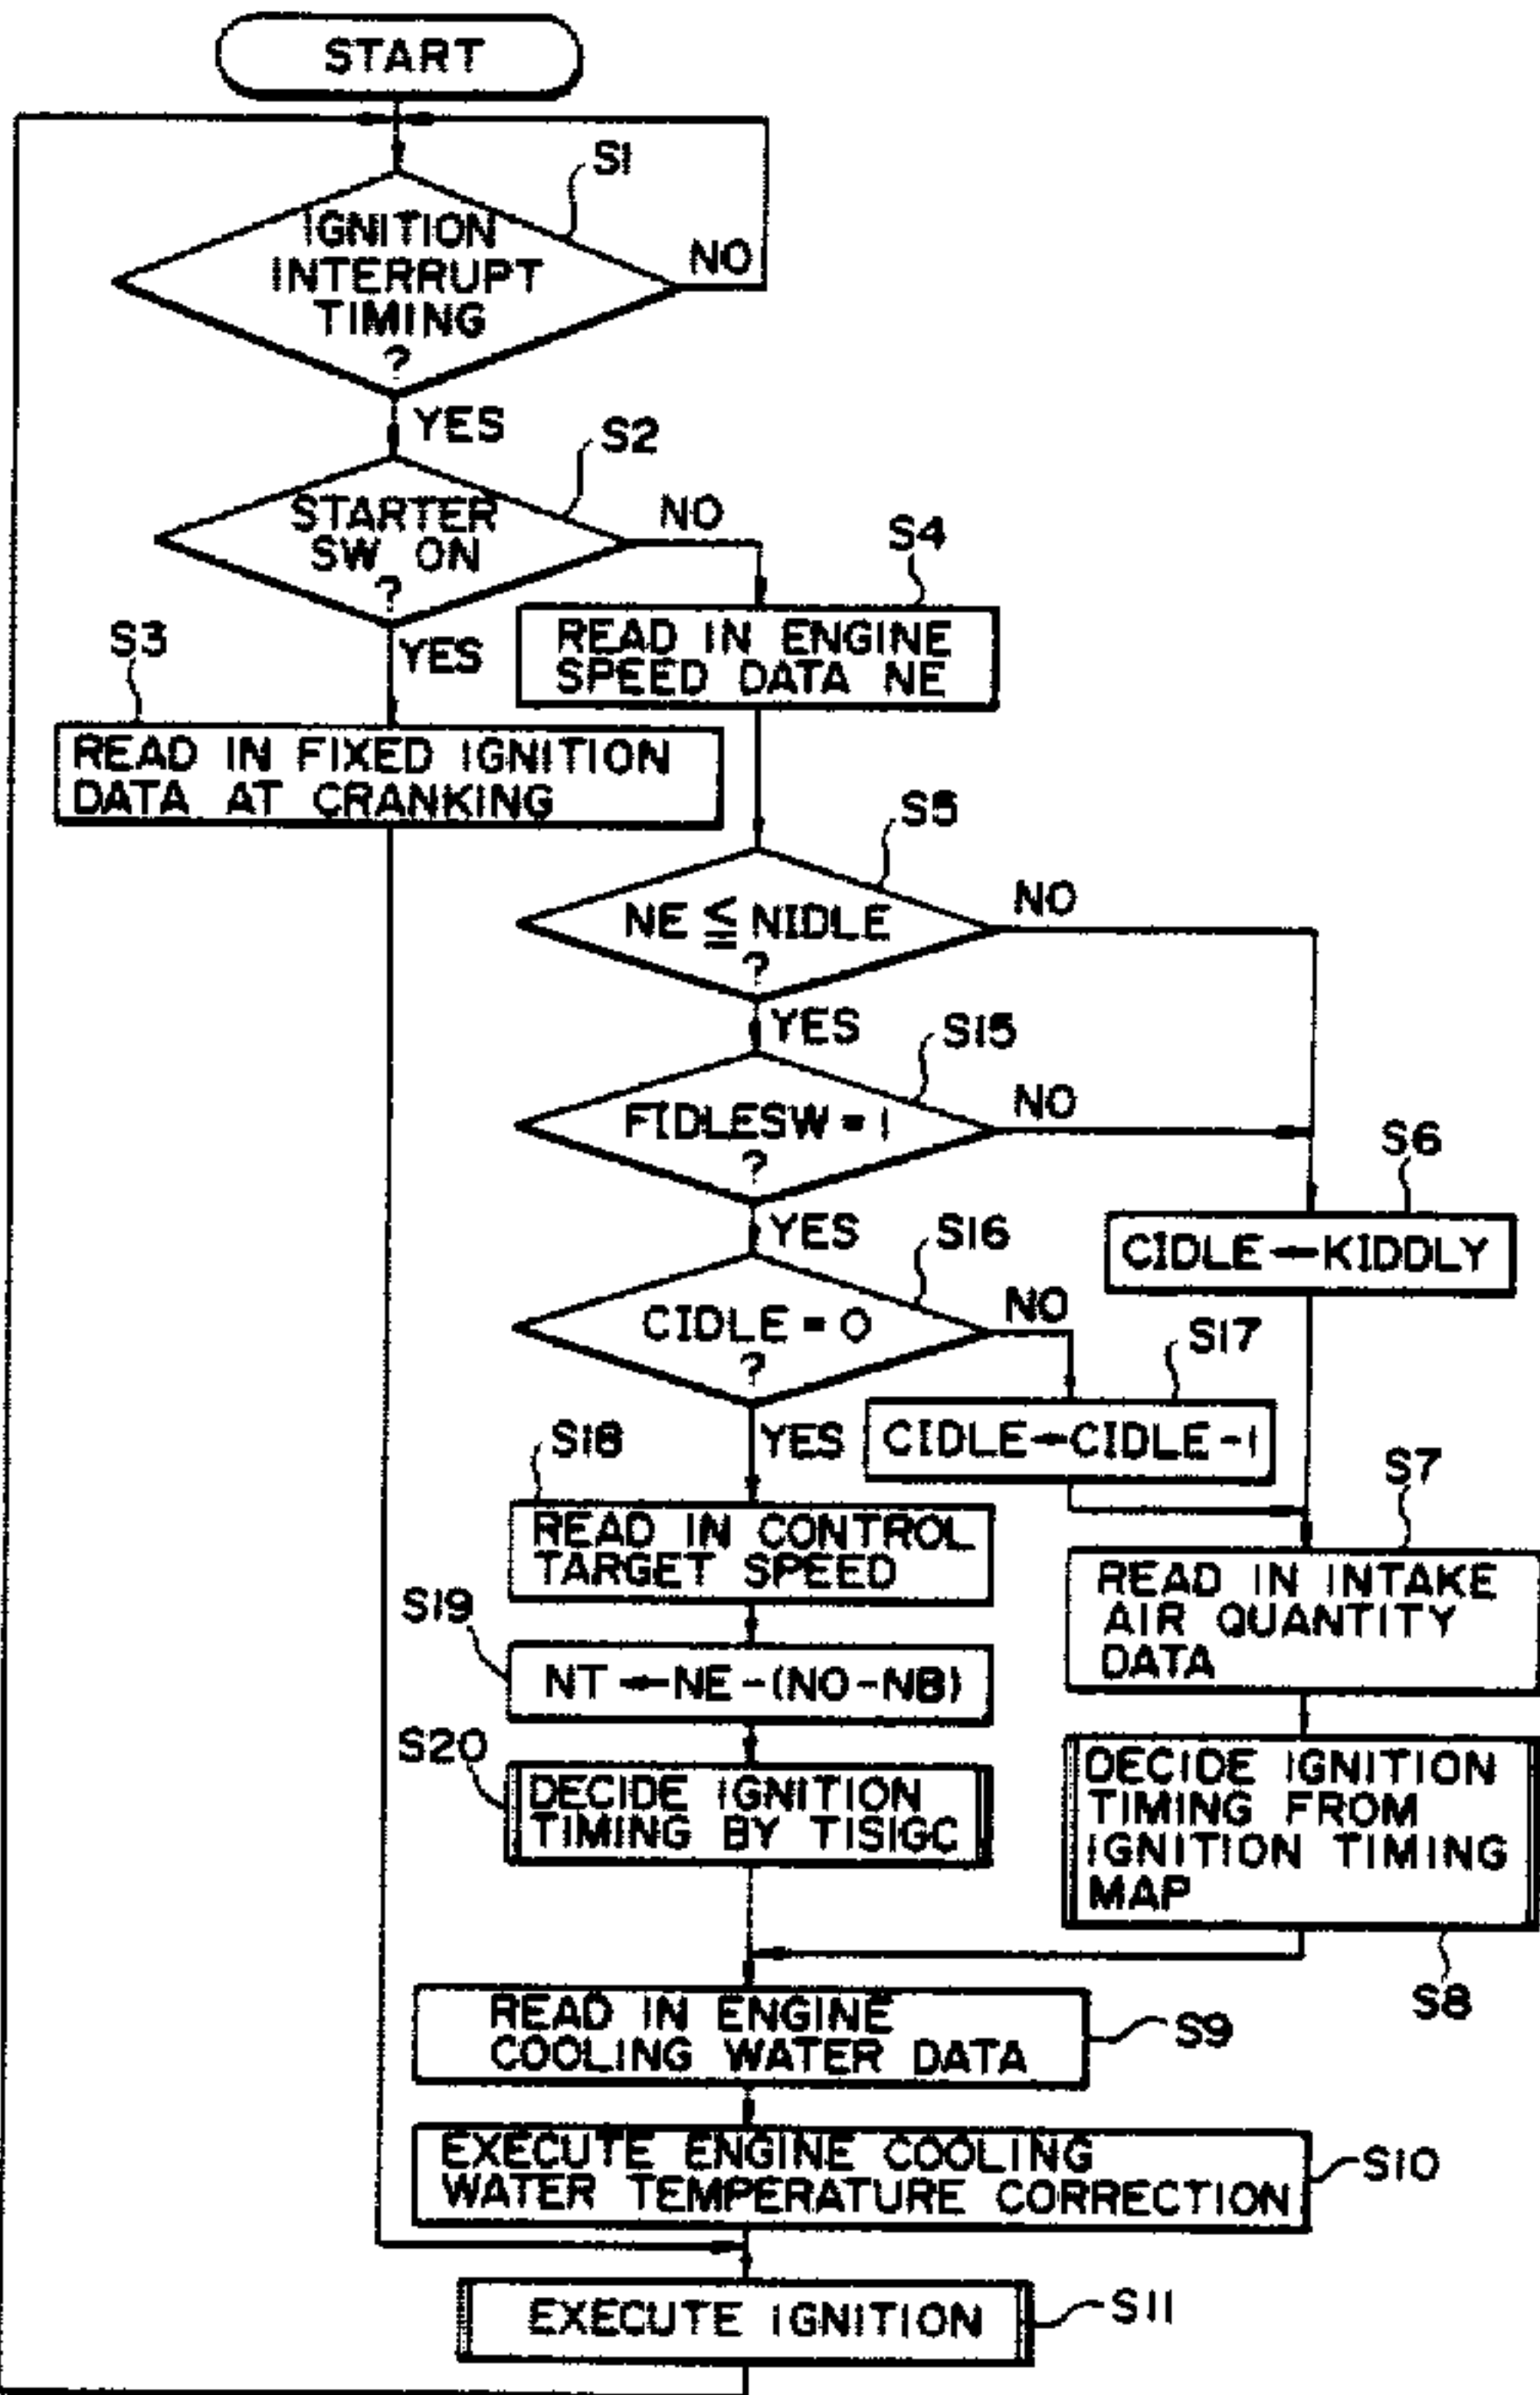 START
S1
IGNITION
INTERRUPT
TIMING
?
NO
YES
S2
STARTER
SW ON
?
NO
YES
S4
READ IN ENGINE
SPEED DATA NE
S3
READ IN FIXED IGNITION
DATA AT CRANKING
S5
NE ≦ NIDLE
?
NO
YES
S15
FIDLESW = 1
?
NO
YES
S6
CIDLE ← KIDDLY
S16
CIDLE = 0
?
NO
YES
S17
CIDLE ← CIDLE - 1
S18
READ IN CONTROL
TARGET SPEED
S7
READ IN INTAKE
AIR QUANTITY
DATA
S19
NT ← NE - (NO - NB)
S20
DECIDE IGNITION
TIMING BY TISIGC
DECIDE IGNITION
TIMING FROM
IGNITION TIMING
MAP
S8
READ IN ENGINE
COOLING WATER DATA
S9
EXECUTE ENGINE COOLING
WATER TEMPERATURE CORRECTION
S10
EXECUTE IGNITION
S11